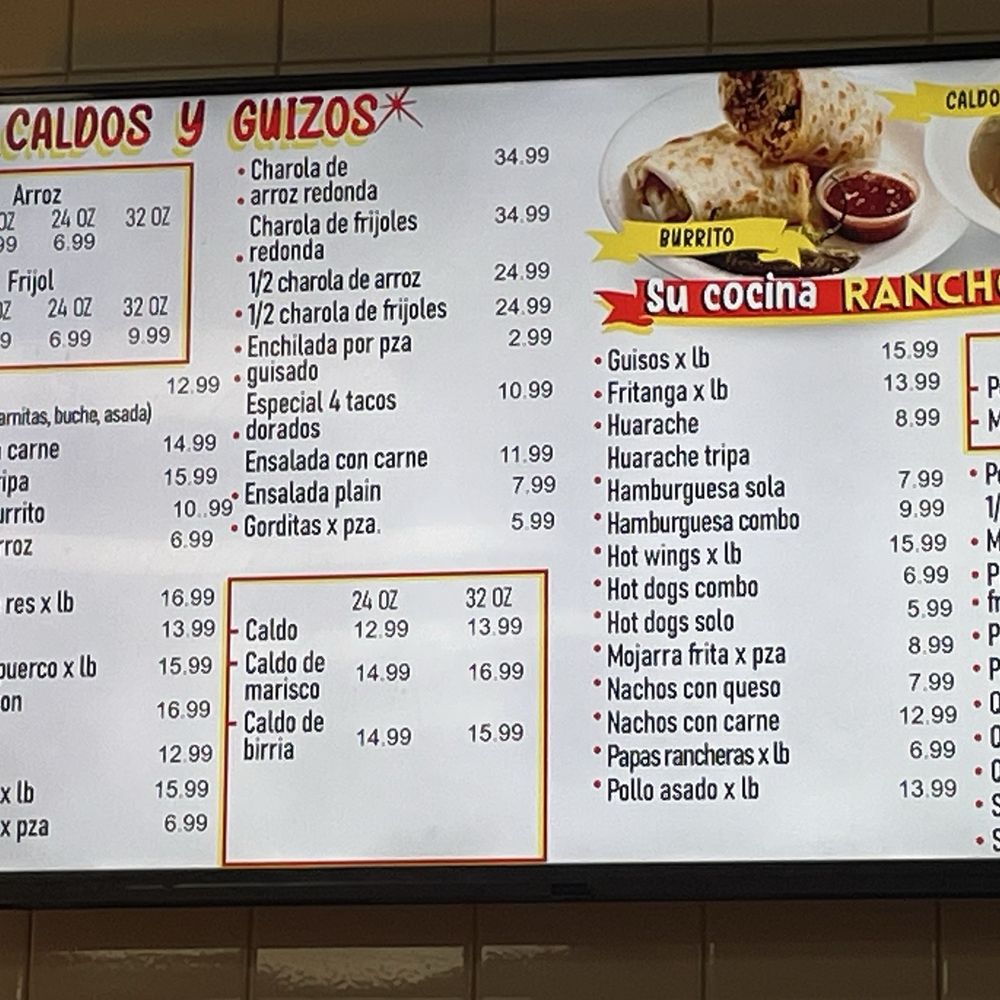 CALDOS Y GUIZOS
Arroz
OZ 24 OZ 32 OZ
99 6.99
Frijol
OZ 24 OZ 32 OZ
9 6.99 9.99
12.99
arnitas, buche, asada)
carne 14.99
ripa 15.99
urrito 10..99
rroz 6.99
res x lb 16.99
13.99
puerco x lb 15.99
on
16.99
12.99
x lb 15.99
x pza 6.99
• Charola de 34.99
• arroz redonda
Charola de frijoles 34.99
• redonda
1/2 charola de arroz 24.99
• 1/2 charola de frijoles 24.99
• Enchilada por pza 2.99
• guisado
Especial 4 tacos 10.99
• dorados
Ensalada con carne 11.99
• Ensalada plain 7.99
• Gorditas x pza. 5.99
24 OZ 32 OZ
- Caldo 12.99 13.99
- Caldo de
marisco 14.99 16.99
- Caldo de
birria 14.99 15.99
BURRITO
CALDO
Su cocina RANCH
• Guisos x lb 15.99
• Fritanga x lb 13.99
• Huarache 8.99
Huarache tripa
• Hamburguesa sola 7.99
• Hamburguesa combo 9.99
• Hot wings x lb 15.99
• Hot dogs combo 6.99
• Hot dogs solo 5.99
• Mojarra frita x pza 8.99
• Nachos con queso 7.99
• Nachos con carne 12.99
• Papas rancheras x lb 6.99
• Pollo asado x lb 13.99
- P
- M
• P
1/
• M
• P
• fr
• P
• P
• Q
• S
• S